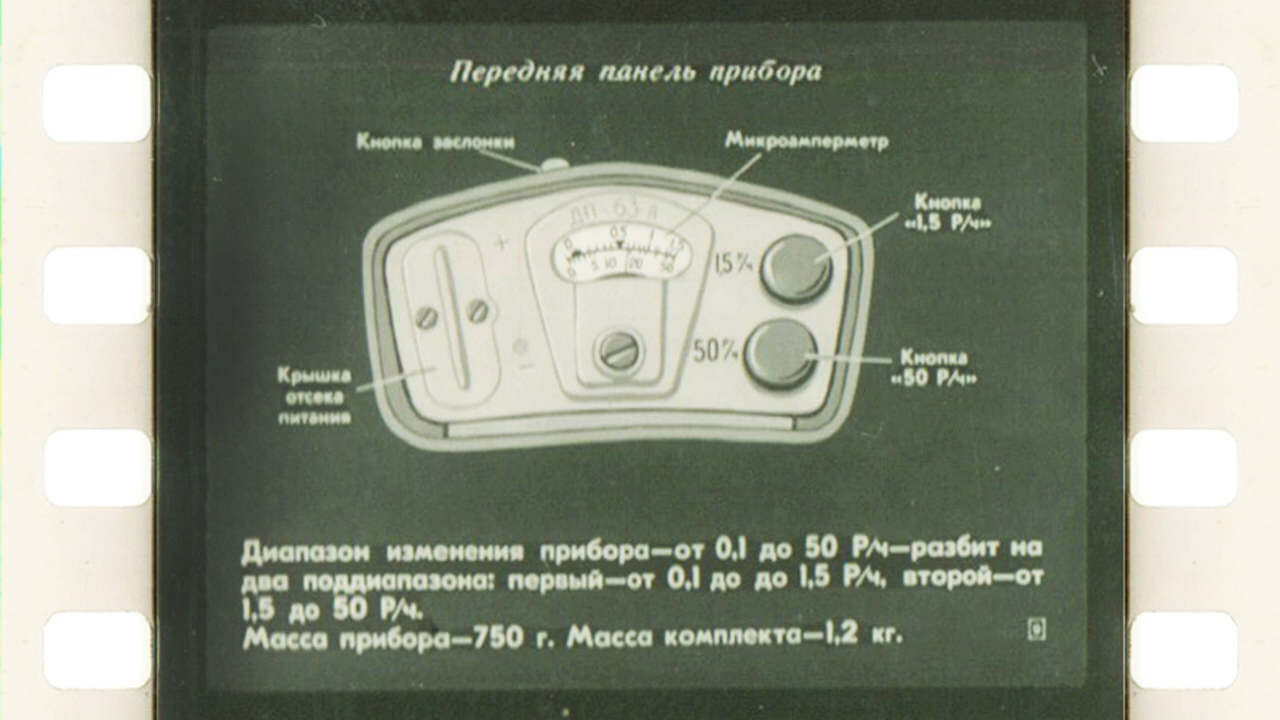 Передняя панель прибора
Кнопка заслонки
Микроамперметр
Кнопка
«1,5 Р/ч»
ДП 63 А
0 0,5 1 1,5
0 5 10 20 50
+
1,5 Р/ч
50 Р/ч
−
Кнопка
«50 Р/ч»
Крышка
отсека
питания
Диапазон изменения прибора—от 0,1 до 50 Р/ч—разбит на
два поддиапазона: первый—от 0,1 до до 1,5 Р/ч, второй—от
1,5 до 50 Р/ч.
Масса прибора—750 г. Масса комплекта—1,2 кг.
9